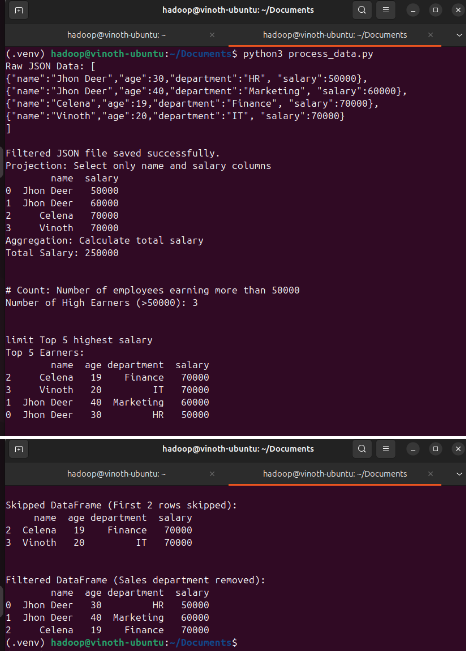 hadoop@vinoth-ubuntu: ~/Documents
hadoop@vinoth-ubuntu: ~ × hadoop@vinoth-ubuntu: ~/Documents ×
(.venv) hadoop@vinoth-ubuntu:~/Documents$ python3 process_data.py
Raw JSON Data: [
{"name":"Jhon Deer","age":30,"department":"HR", "salary":50000},
{"name":"Jhon Deer","age":40,"department":"Marketing", "salary":60000},
{"name":"Celena","age":19,"department":"Finance", "salary":70000},
{"name":"Vinoth","age":20,"department":"IT", "salary":70000}
]
Filtered JSON file saved successfully.
Projection: Select only name and salary columns
name salary
0 Jhon Deer 50000
1 Jhon Deer 60000
2 Celena 70000
3 Vinoth 70000
Aggregation: Calculate total salary
Total Salary: 250000
# Count: Number of employees earning more than 50000
Number of High Earners (>50000): 3
limit Top 5 highest salary
Top 5 Earners:
name age department salary
2 Celena 19 Finance 70000
3 Vinoth 20 IT 70000
1 Jhon Deer 40 Marketing 60000
0 Jhon Deer 30 HR 50000
hadoop@vinoth-ubuntu: ~/Documents
hadoop@vinoth-ubuntu: ~ × hadoop@vinoth-ubuntu: ~/Documents ×
Skipped DataFrame (First 2 rows skipped):
name age department salary
2 Celena 19 Finance 70000
3 Vinoth 20 IT 70000
Filtered DataFrame (Sales department removed):
name age department salary
0 Jhon Deer 30 HR 50000
1 Jhon Deer 40 Marketing 60000
2 Celena 19 Finance 70000
(.venv) hadoop@vinoth-ubuntu:~/Documents$